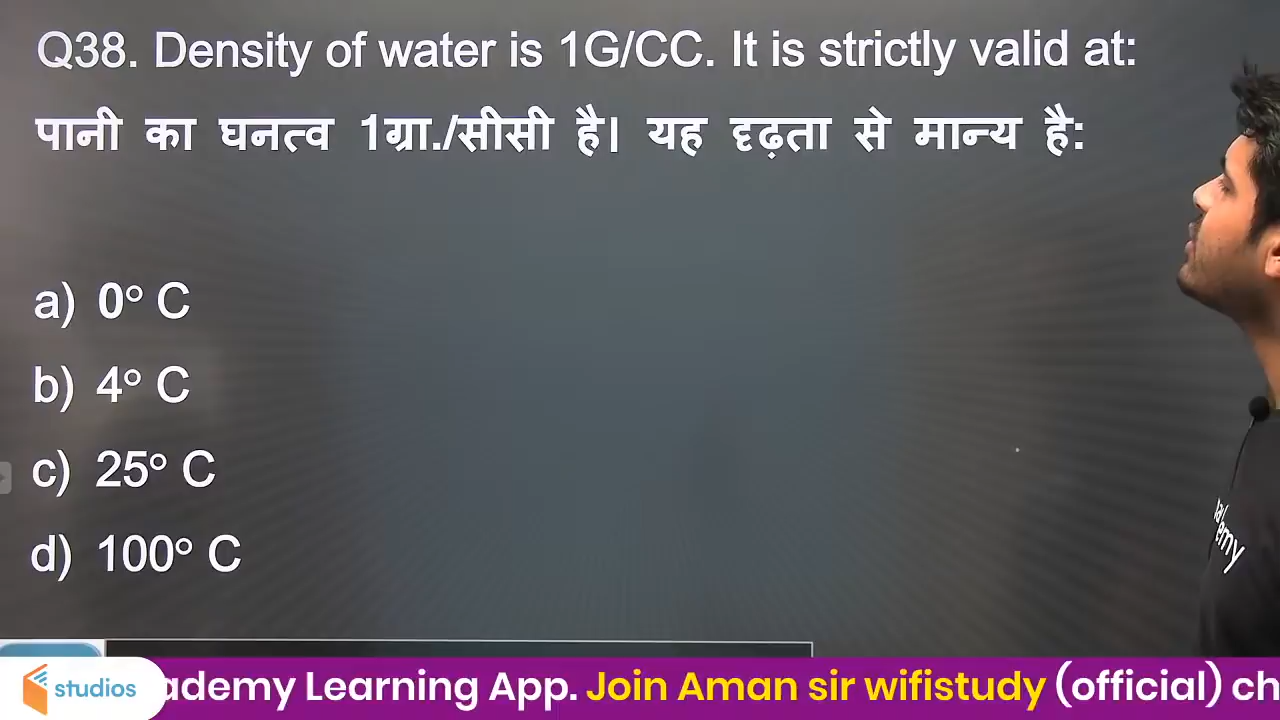 Q38. Density of water is 1G/CC. It is strictly valid at:
पानी का घनत्व 1ग्रा./सीसी है। यह दृढ़ता से मान्य है:
a) 0° C
b) 4° C
c) 25° C
d) 100° C
emy
studios
ademy Learning App. Join Aman sir wifistudy (official) ch